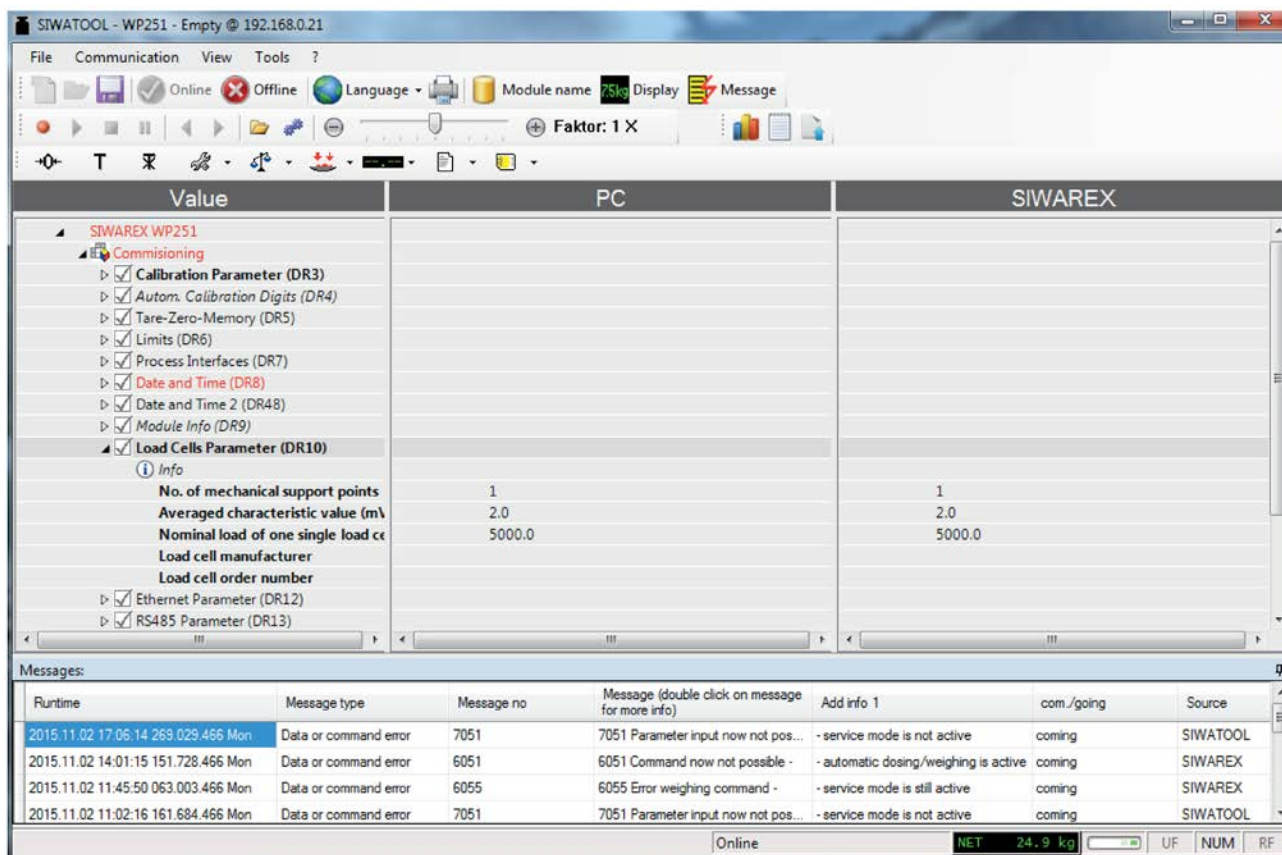 SIWATOOL - WP251 - Empty @ 192.168.0.21
File Communication View Tools ?
Online Offline Language Module name 75kg Display Message
Faktor: 1 X
→0← T
Value PC SIWAREX
SIWAREX WP251
Commisioning
Calibration Parameter (DR3)
Autom. Calibration Digits (DR4)
Tare-Zero-Memory (DR5)
Limits (DR6)
Process Interfaces (DR7)
Date and Time (DR8)
Date and Time 2 (DR48)
Module Info (DR9)
Load Cells Parameter (DR10)
Info
No. of mechanical support points 1 1
Averaged characteristic value (mV 2.0 2.0
Nominal load of one single load ce 5000.0 5000.0
Load cell manufacturer
Load cell order number
Ethernet Parameter (DR12)
RS485 Parameter (DR13)
Messages:
Runtime Message type Message no Message (double click on message for more info) Add info 1 com./going Source
2015.11.02 17:06:14 269.029.466 Mon Data or command error 7051 7051 Parameter input now not pos... - service mode is not active coming SIWATOOL
2015.11.02 14:01:15 151.728.466 Mon Data or command error 6051 6051 Command now not possible - - automatic dosing/weighing is active coming SIWAREX
2015.11.02 11:45:50 063.003.466 Mon Data or command error 6055 6055 Error weighing command - - service mode is still active coming SIWAREX
2015.11.02 11:02:16 161.684.466 Mon Data or command error 7051 7051 Parameter input now not pos... - service mode is not active coming SIWATOOL
Online NET 24.9 kg UF NUM RF